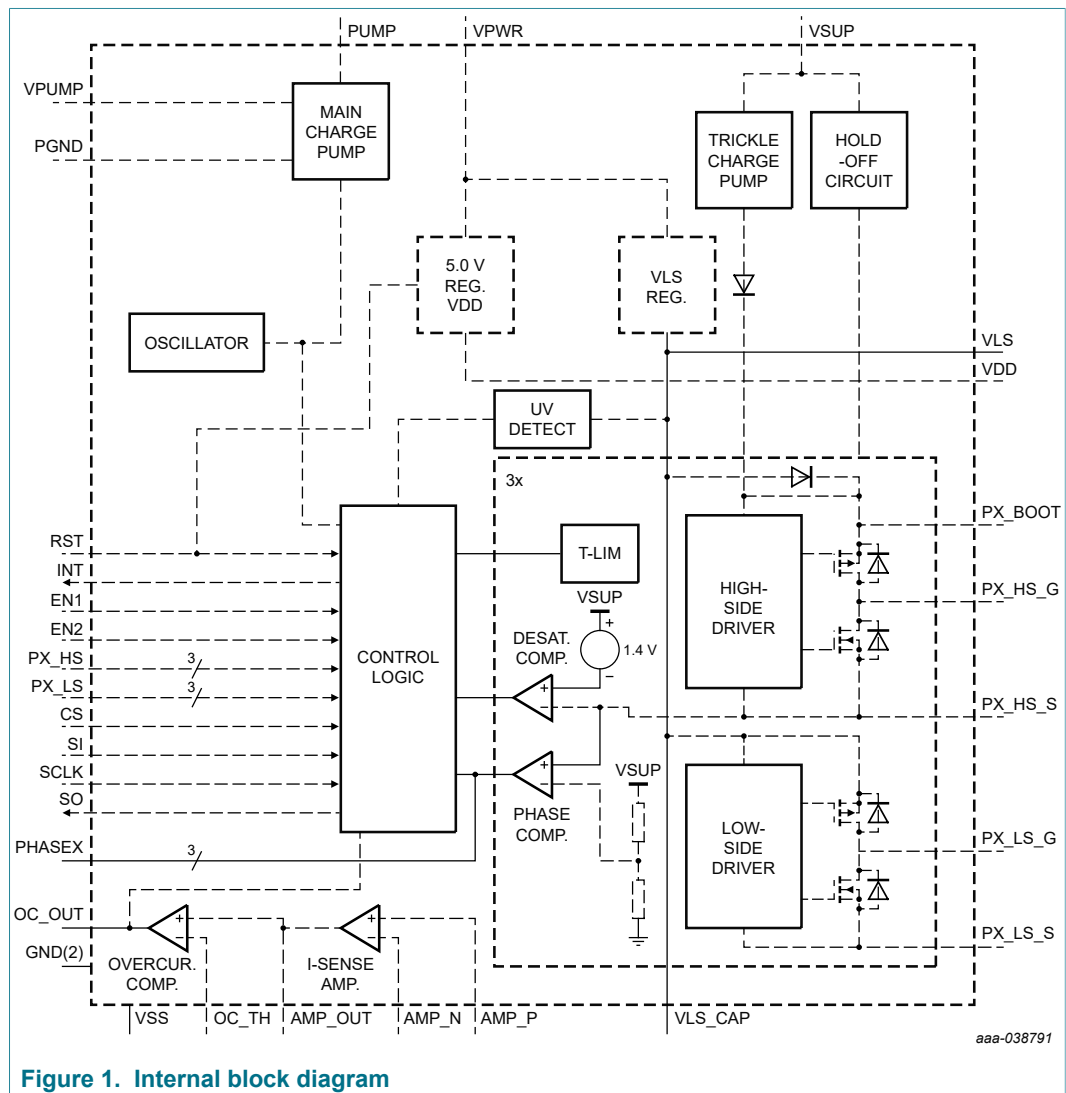 PUMP
VPWR
VSUP
VPUMP
PGND
MAIN
CHARGE
PUMP
TRICKLE
CHARGE
PUMP
HOLD
-OFF
CIRCUIT
5.0 V
REG.
VDD
VLS
REG.
OSCILLATOR
VLS
VDD
UV
DETECT
3x
PX_BOOT
RST
INT
EN1
EN2
PX_HS
3
PX_LS
3
CS
SI
SCLK
SO
PHASEX
3
CONTROL
LOGIC
T-LIM
VSUP
+
DESAT.
COMP.
1.4 V
–
+
–
HIGH-
SIDE
DRIVER
PX_HS_G
PX_HS_S
+
–
PHASE
COMP.
VSUP
LOW-
SIDE
DRIVER
PX_LS_G
PX_LS_S
OC_OUT
GND(2)
+
–
OVERCUR.
COMP.
+
–
I-SENSE
AMP.
VSS
OC_TH
AMP_OUT
AMP_N
AMP_P
VLS_CAP
aaa-038791
Figure 1. Internal block diagram